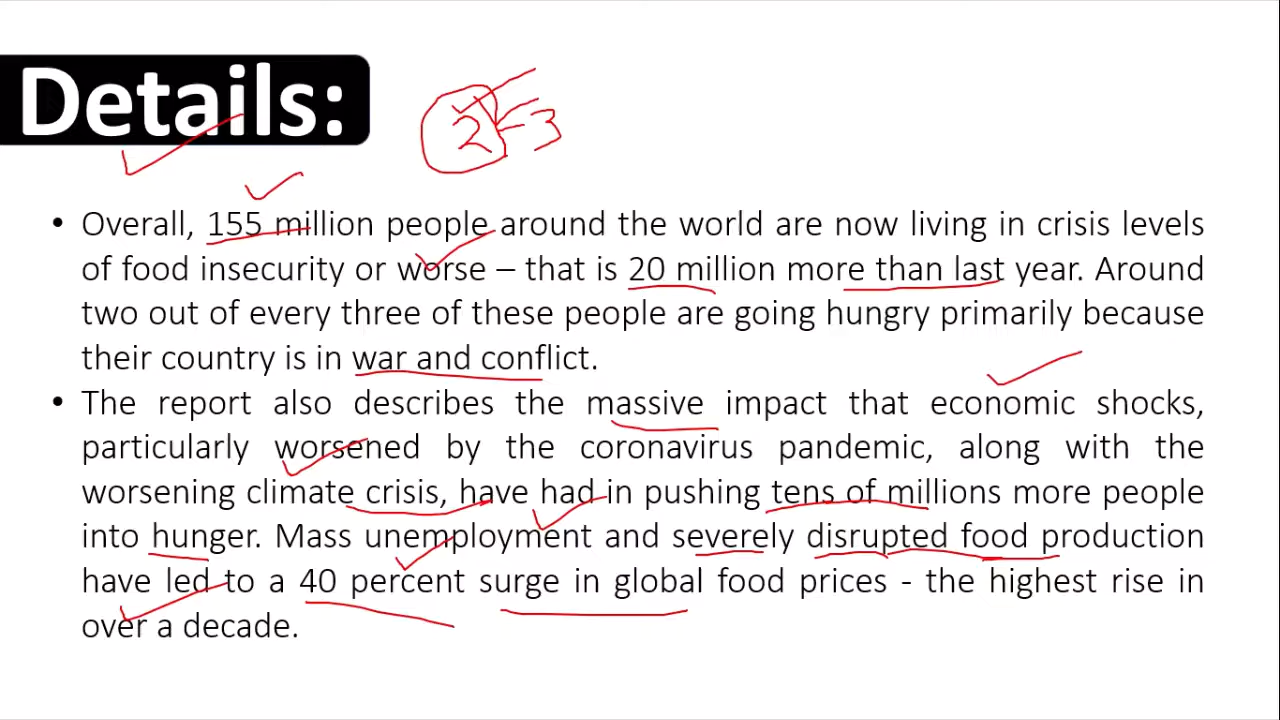 Details:
2 3
• Overall, 155 million people around the world are now living in crisis levels
of food insecurity or worse – that is 20 million more than last year. Around
two out of every three of these people are going hungry primarily because
their country is in war and conflict.
• The report also describes the massive impact that economic shocks,
particularly worsened by the coronavirus pandemic, along with the
worsening climate crisis, have had in pushing tens of millions more people
into hunger. Mass unemployment and severely disrupted food production
have led to a 40 percent surge in global food prices - the highest rise in
over a decade.